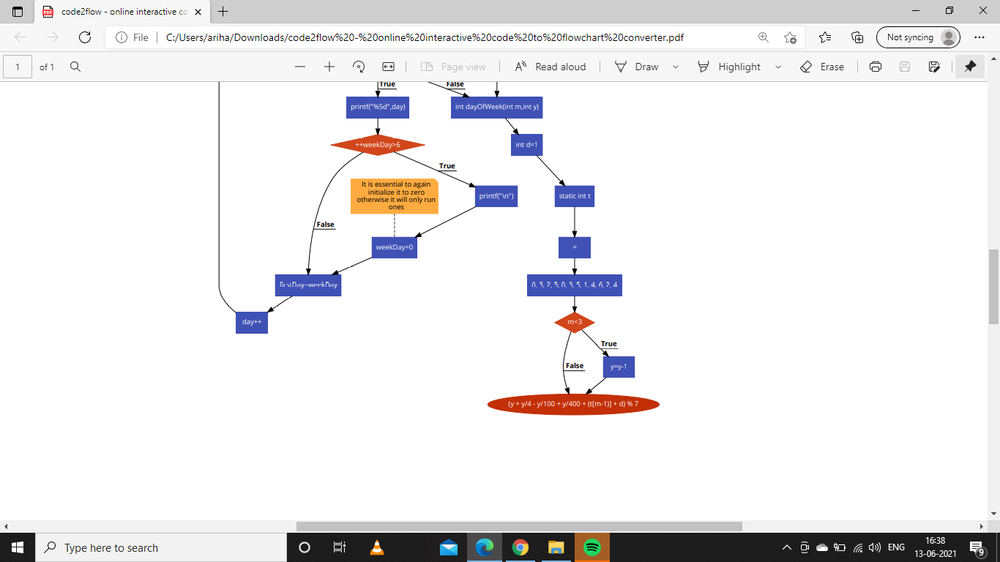 code2flow - online interactive co
File
C:/Users/ariha/Downloads/code2flow%20-%20online%20interactive%20code%20to%20flowchart%20converter.pdf
Not syncing
1 of 1
Page view
Read aloud
Draw
Highlight
Erase
True
False
printf("%5d",day)
int dayOfWeek(int m,int y)
++weekDay>6
int d=1
True
It is essential to again
initialize it to zero
otherwise it will only run
ones
printf("\n")
static int t
False
weekDay=0
=
firstDay=weekDay
0, 3, 2, 5, 0, 3, 5, 1, 4, 6, 2, 4
day++
m<3
True
False
y=y-1
(y + y/4 - y/100 + y/400 + (t[m-1)] + d) % 7
Type here to search
ENG
16:38
13-06-2021
9